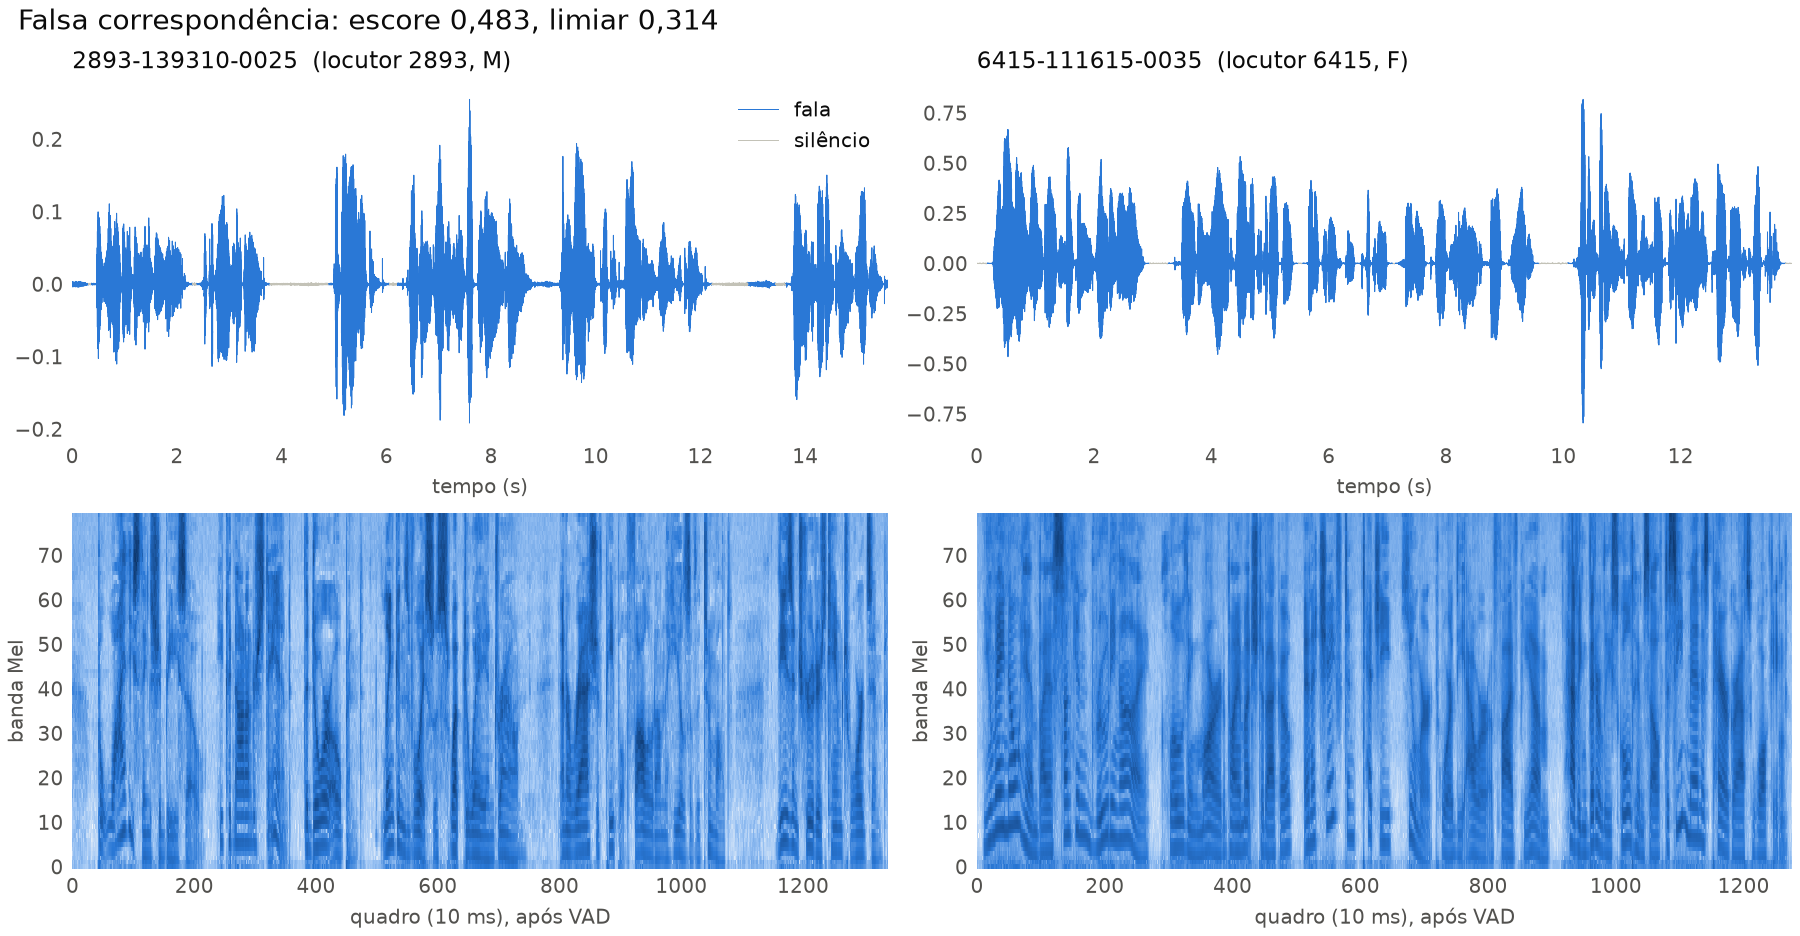 Falsa correspondência: escore 0,483, limiar 0,314
2893-139310-0025 (locutor 2893, M)
fala
silêncio
0.2
0.1
0.0
−0.1
−0.2
0 2 4 6 8 10 12 14
tempo (s)
6415-111615-0035 (locutor 6415, F)
0.75
0.50
0.25
0.00
−0.25
−0.50
−0.75
0 2 4 6 8 10 12
tempo (s)
banda Mel
70
60
50
40
30
20
10
0
0 200 400 600 800 1000 1200
quadro (10 ms), após VAD
banda Mel
70
60
50
40
30
20
10
0
0 200 400 600 800 1000 1200
quadro (10 ms), após VAD